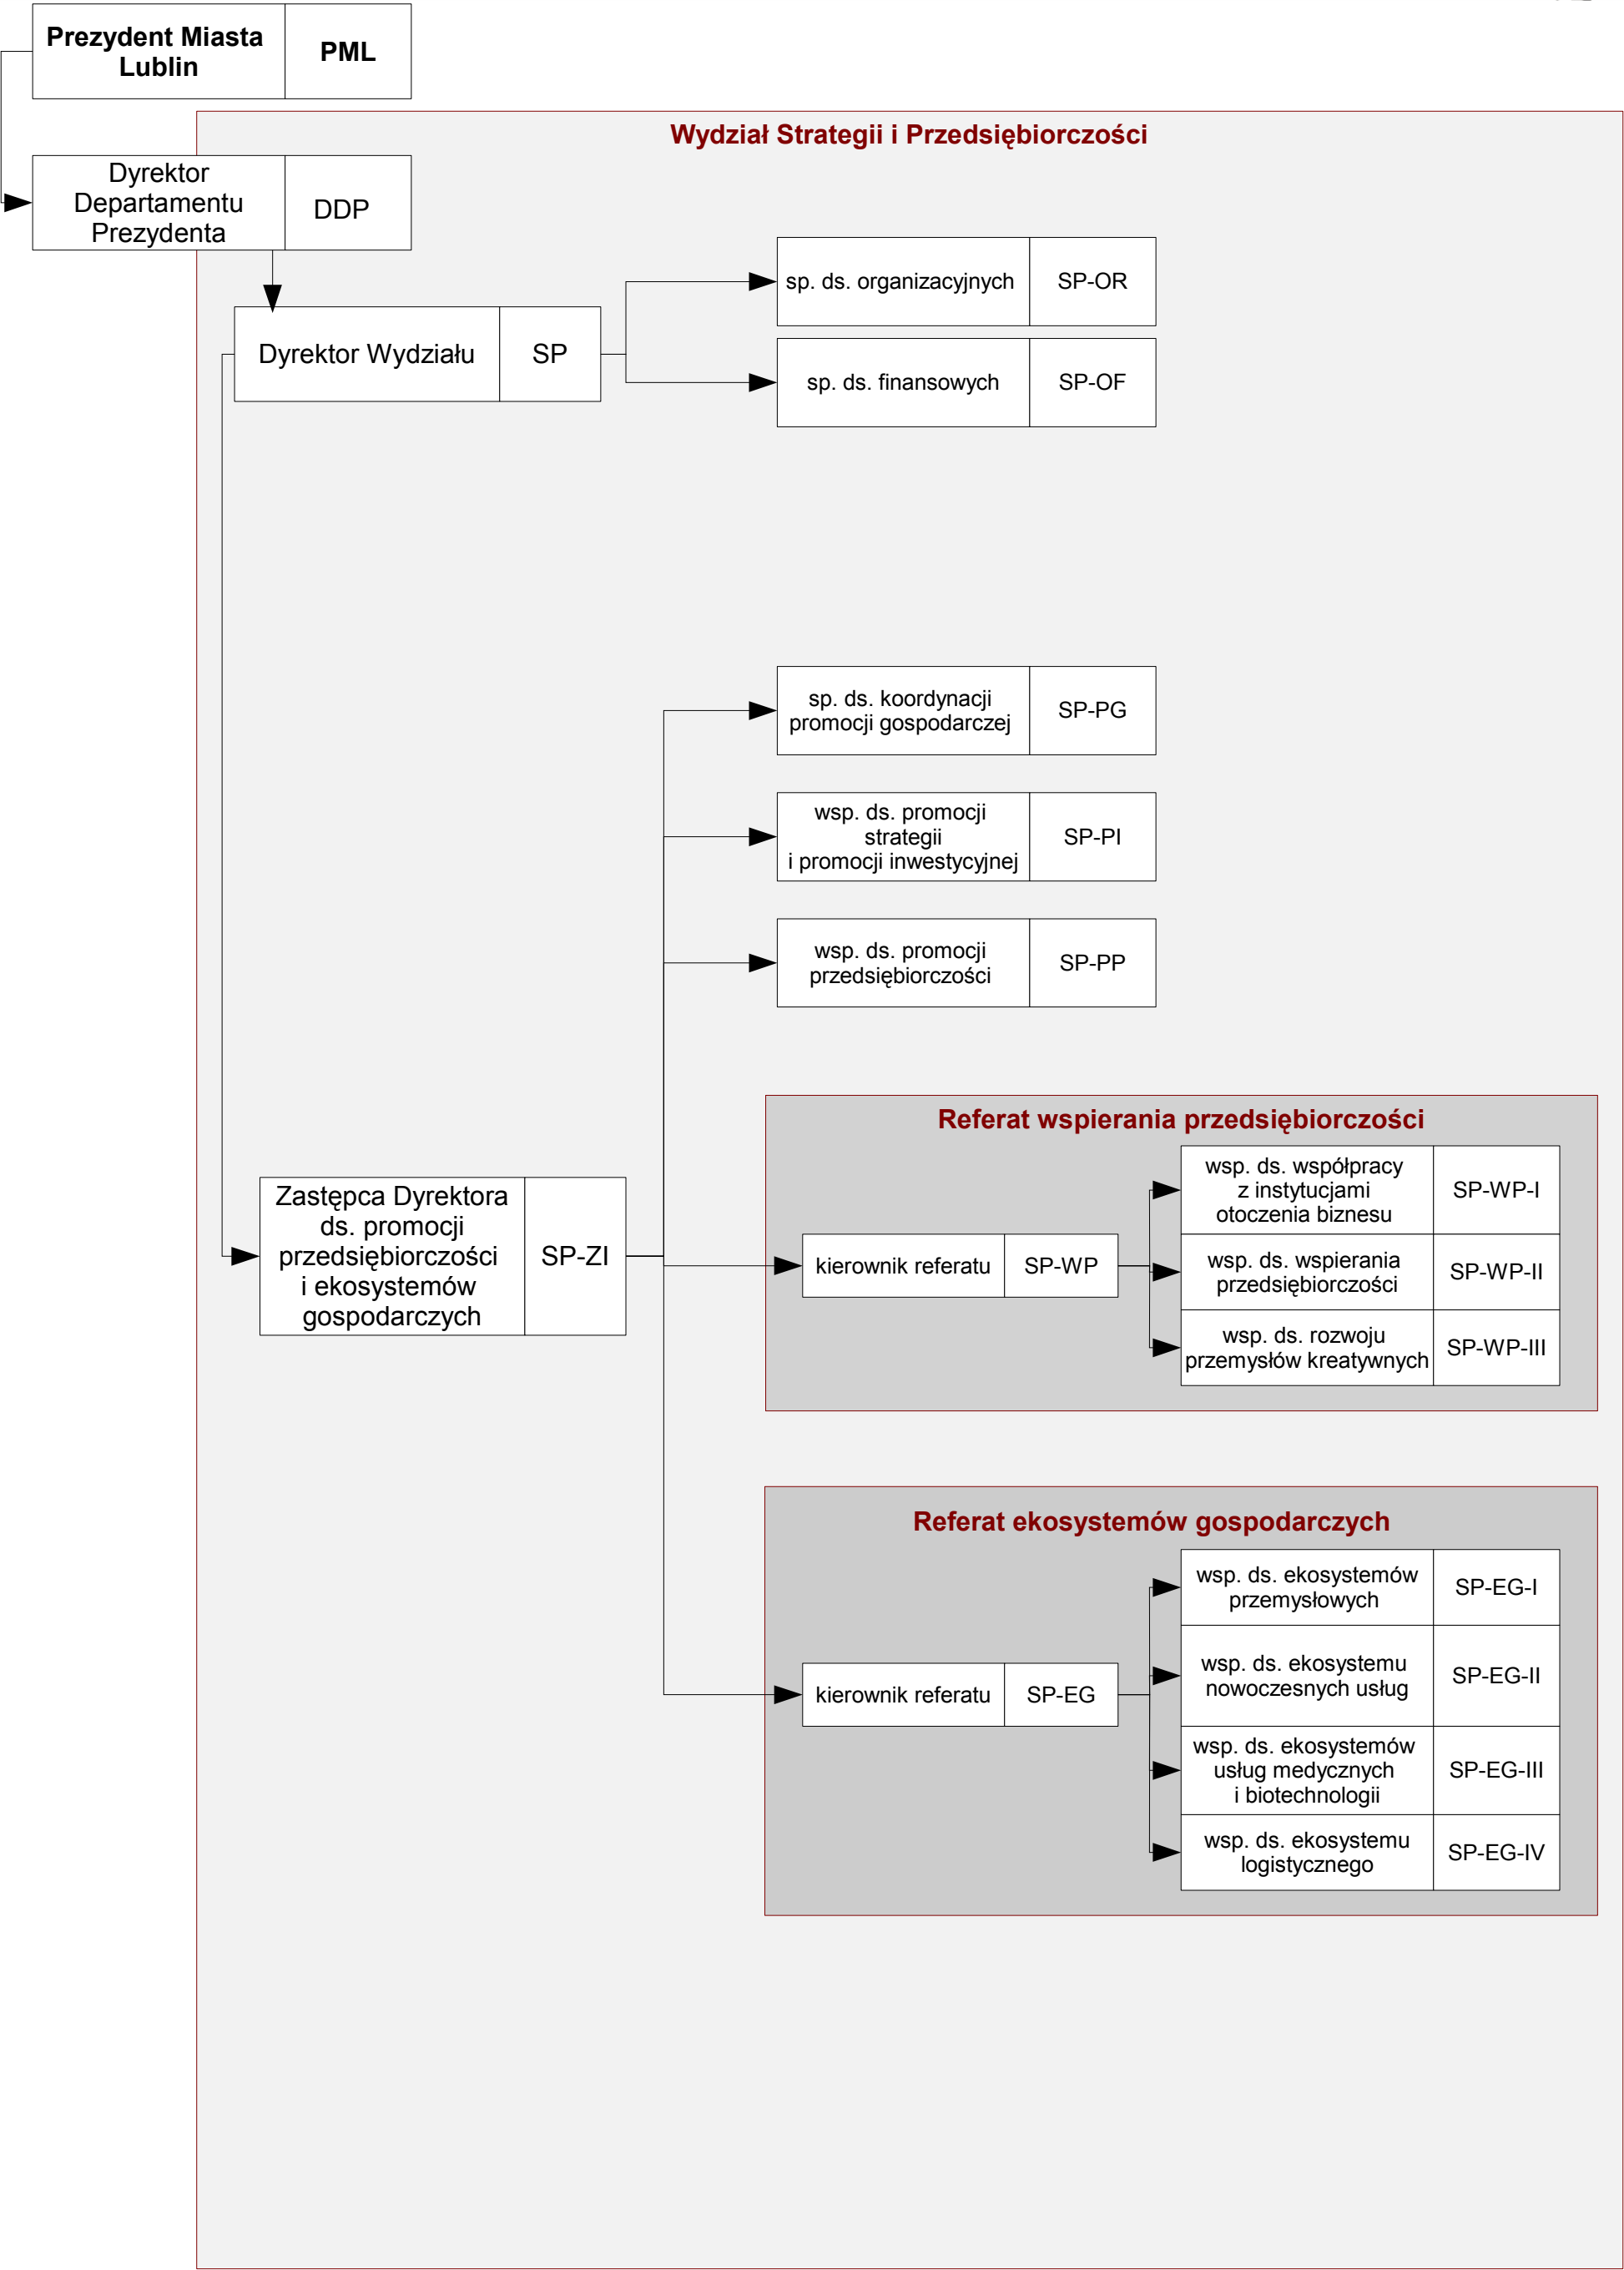 Prezydent Miasta
Lublin
PML
Wydział Strategii i Przedsiębiorczości
Dyrektor
Departamentu
Prezydenta
DDP
sp. ds. organizacyjnych
SP-OR
Dyrektor Wydziału
SP
sp. ds. finansowych
SP-OF
sp. ds. koordynacji
promocji gospodarczej
SP-PG
wsp. ds. promocji
strategii
i promocji inwestycyjnej
SP-PI
wsp. ds. promocji
przedsiębiorczości
SP-PP
Zastępca Dyrektora
ds. promocji
przedsiębiorczości
i ekosystemów
gospodarczych
SP-ZI
Referat wspierania przedsiębiorczości
kierownik referatu
SP-WP
wsp. ds. współpracy
z instytucjami
otoczenia biznesu
SP-WP-I
wsp. ds. wspierania
przedsiębiorczości
SP-WP-II
wsp. ds. rozwoju
przemysłów kreatywnych
SP-WP-III
Referat ekosystemów gospodarczych
kierownik referatu
SP-EG
wsp. ds. ekosystemów
przemysłowych
SP-EG-I
wsp. ds. ekosystemu
nowoczesnych usług
SP-EG-II
wsp. ds. ekosystemów
usług medycznych
i biotechnologii
SP-EG-III
wsp. ds. ekosystemu
logistycznego
SP-EG-IV